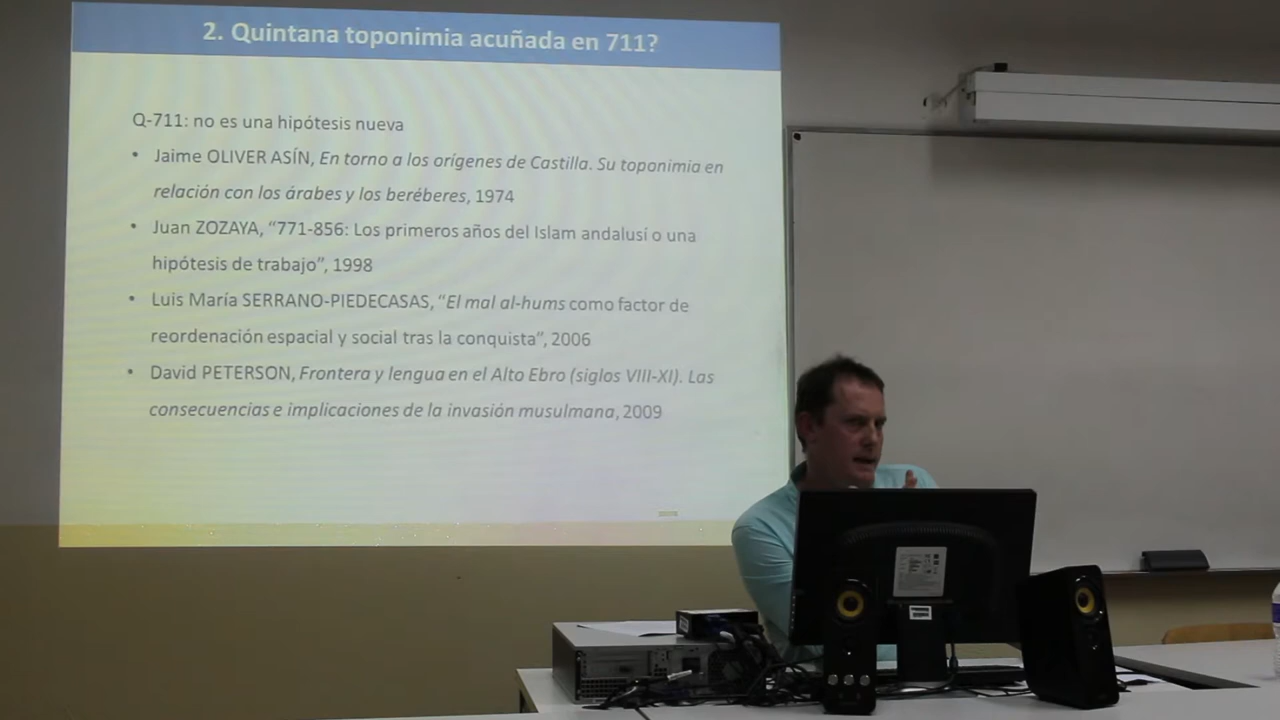 2. Quintana toponimia acuñada en 711?
Q-711: no es una hipótesis nueva
• Jaime OLIVER ASÍN, En torno a los orígenes de Castilla. Su toponimia en
relación con los árabes y los beréberes, 1974
• Juan ZOZAYA, “771-856: Los primeros años del Islam andalusí o una
hipótesis de trabajo”, 1998
• Luis María SERRANO-PIEDECASAS, “El mal al-hums como factor de
reordenación espacial y social tras la conquista”, 2006
• David PETERSON, Frontera y lengua en el Alto Ebro (siglos VIII-XI). Las
consecuencias e implicaciones de la invasión musulmana, 2009